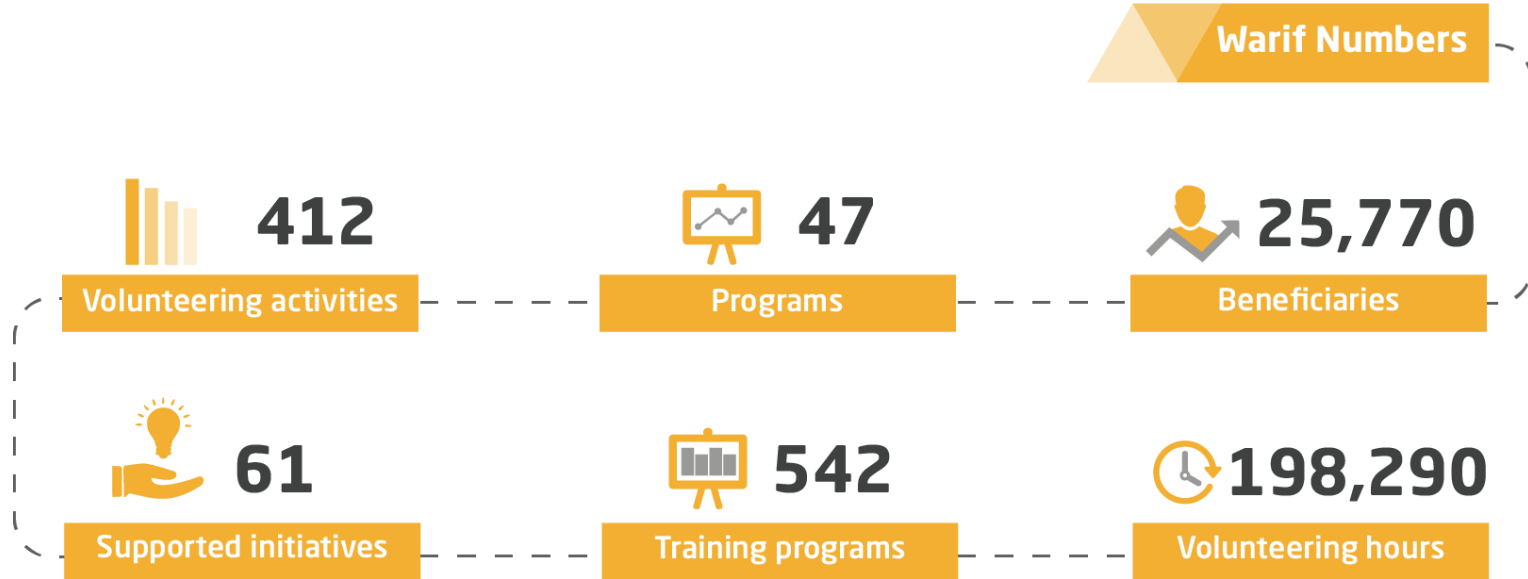 Warif Numbers
412
Volunteering activities
47
Programs
25,770
Beneficiaries
61
Supported initiatives
542
Training programs
198,290
Volunteering hours